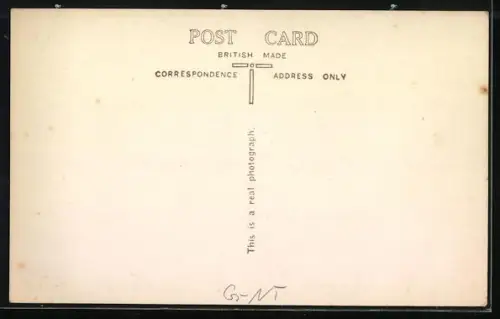 POST CARD
BRITISH MADE
CORRESPONDENCE ADDRESS ONLY
This is a real photograph.